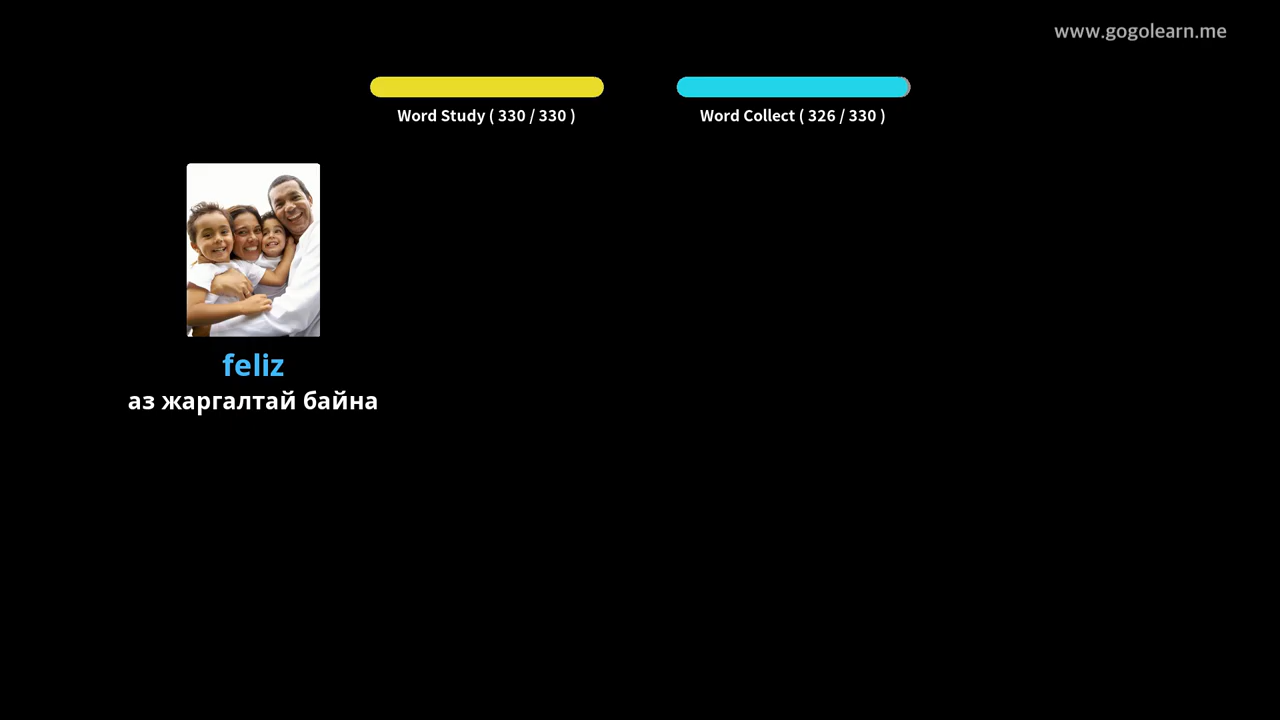 www.gogolearn.me
Word Study ( 330 / 330 )
Word Collect ( 326 / 330 )
feliz
аз жаргалтай байна